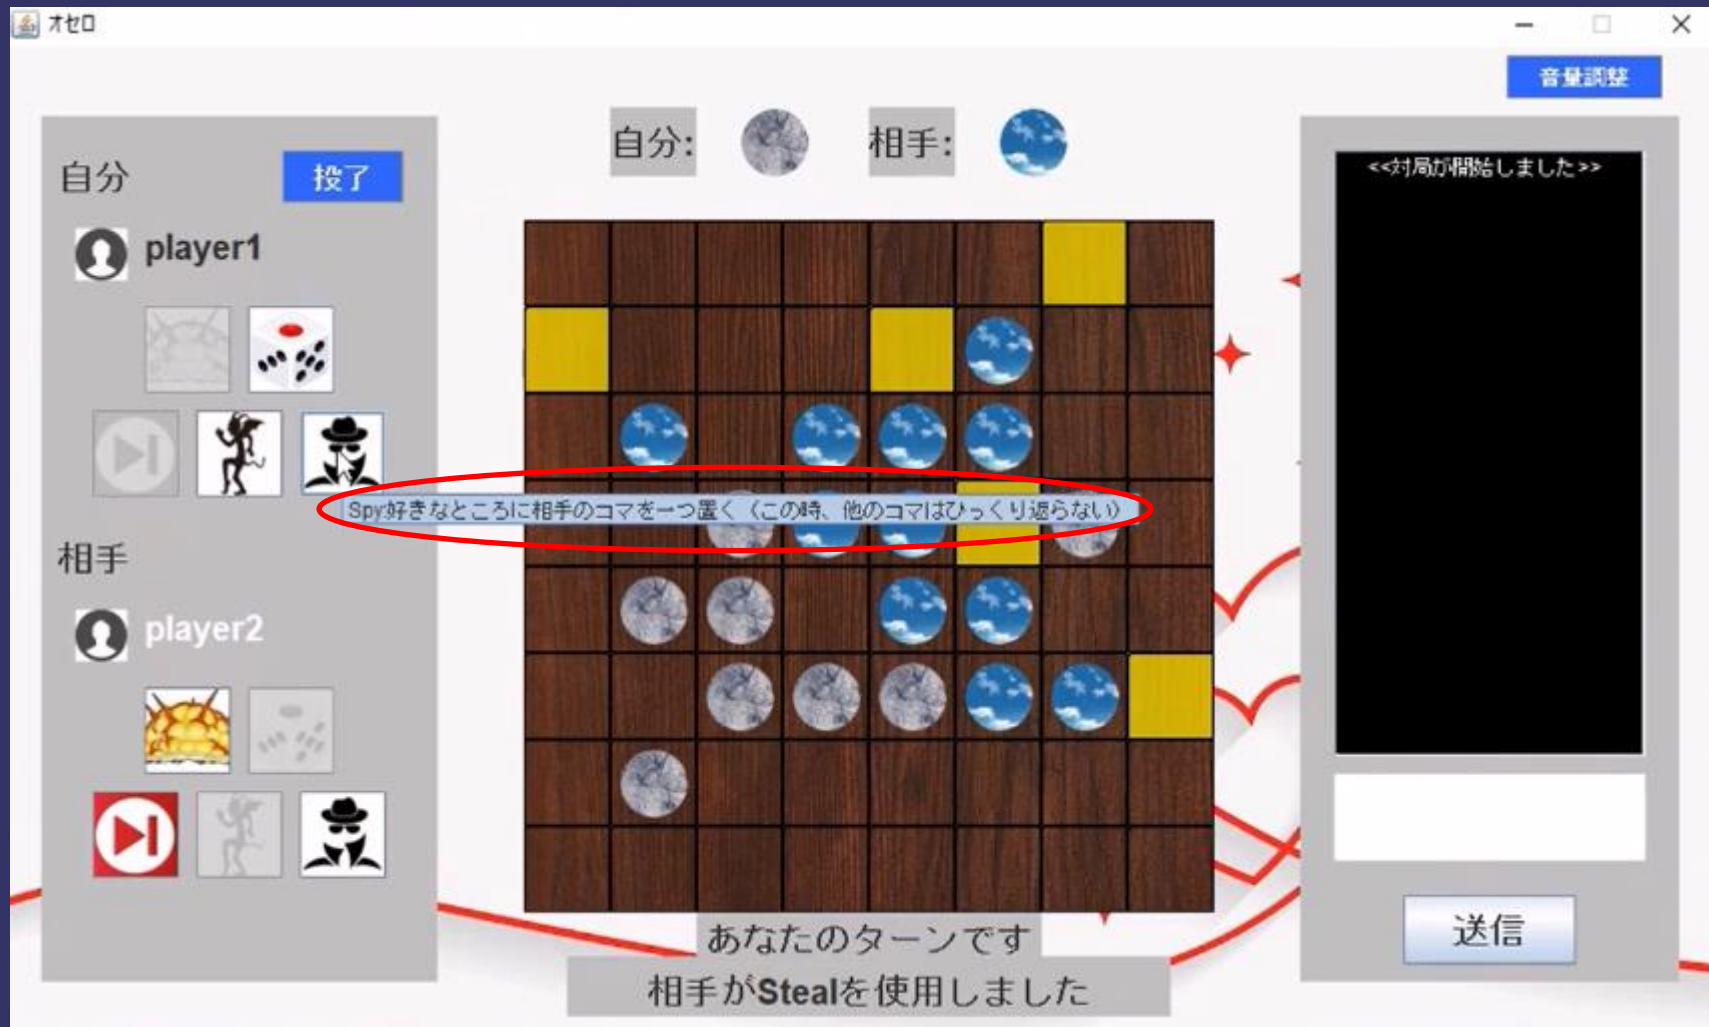 オセロ
音量調整
自分:
相手:
自分
投了
player1
<<対局が開始しました>>
Spy:好きなところに相手のコマを一つ置く（この時、他のコマはひっくり返らない）
相手
player2
あなたのターンです
送信
相手がStealを使用しました